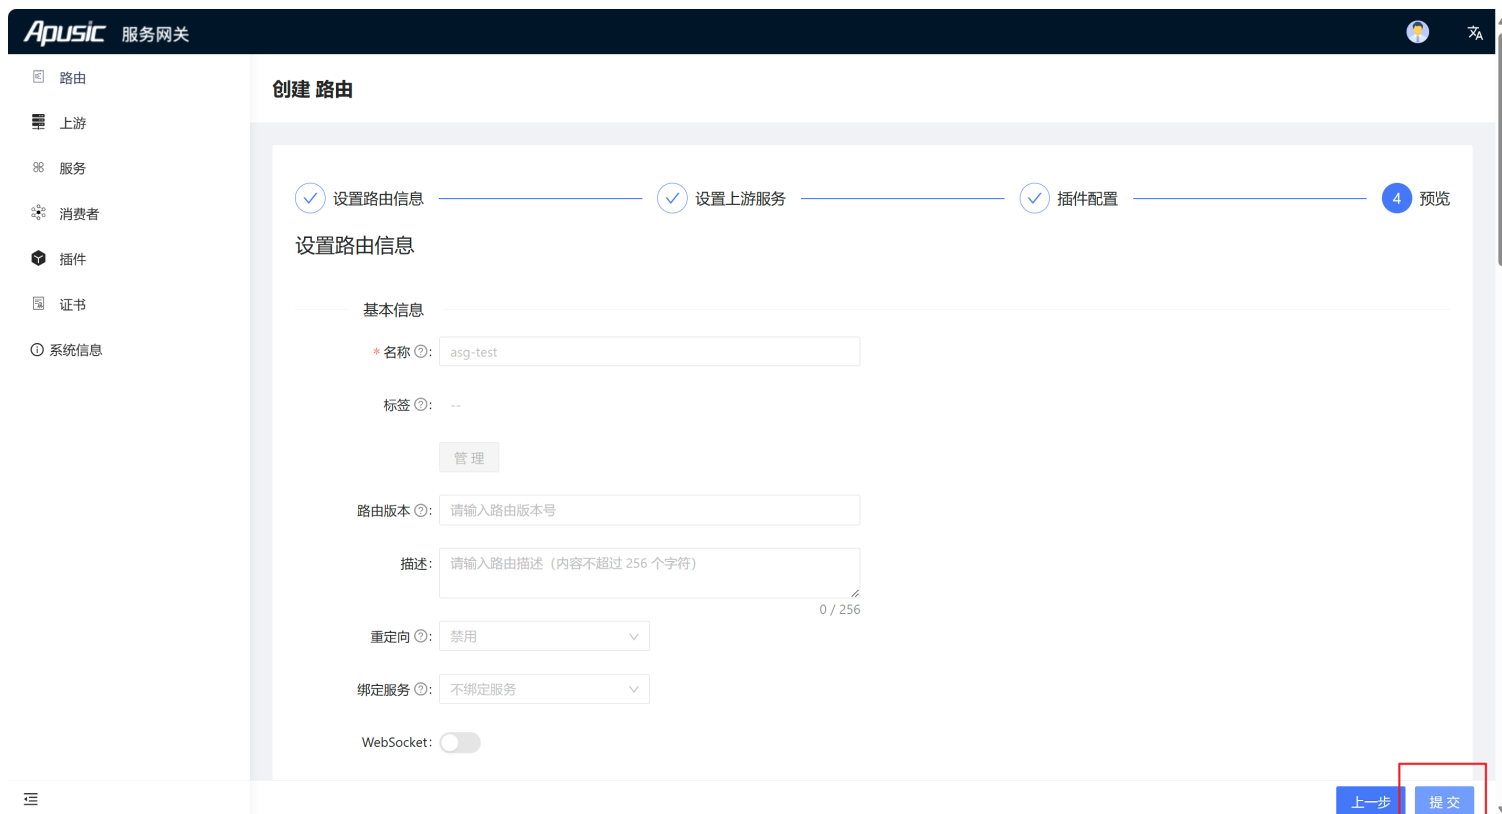 Apusic 服务网关
路由
上游
服务
消费者
插件
证书
系统信息
创建 路由
设置路由信息
设置上游服务
插件配置
4 预览
设置路由信息
基本信息
* 名称 ?: asg-test
标签 ?: --
管 理
路由版本 ?: 请输入路由版本号
描述: 请输入路由描述（内容不超过 256 个字符）
0 / 256
重定向 ?: 禁用
绑定服务 ?: 不绑定服务
WebSocket:
上一步
提 交